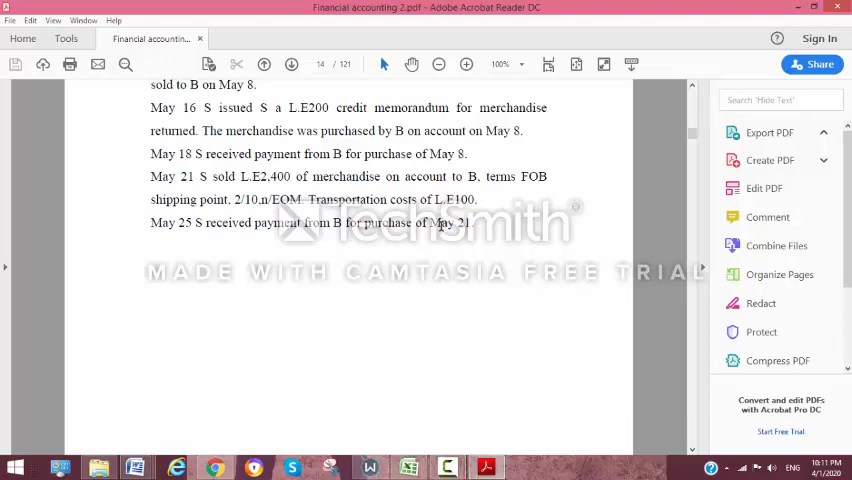 Financial accounting 2.pdf - Adobe Acrobat Reader DC
File Edit View Window Help
Home Tools Financial accountin... × Sign In
14 / 121 100% Share
sold to B on May 8.
May 16 S issued S a L.E200 credit memorandum for merchandise
returned. The merchandise was purchased by B on account on May 8.
May 18 S received payment from B for purchase of May 8.
May 21 S sold L.E2,400 of merchandise on account to B, terms FOB
shipping point, 2/10,n/EOM. Transportation costs of L.E100.
May 25 S received payment from B for purchase of May 21.
TechSmith®
MADE WITH CAMTASIA FREE TRIAL
Search 'Hide Text'
Export PDF
Create PDF
Edit PDF
Comment
Combine Files
Organize Pages
Redact
Protect
Compress PDF
Convert and edit PDFs
with Acrobat Pro DC
Start Free Trial
ENG
10:11 PM
4/1/2020